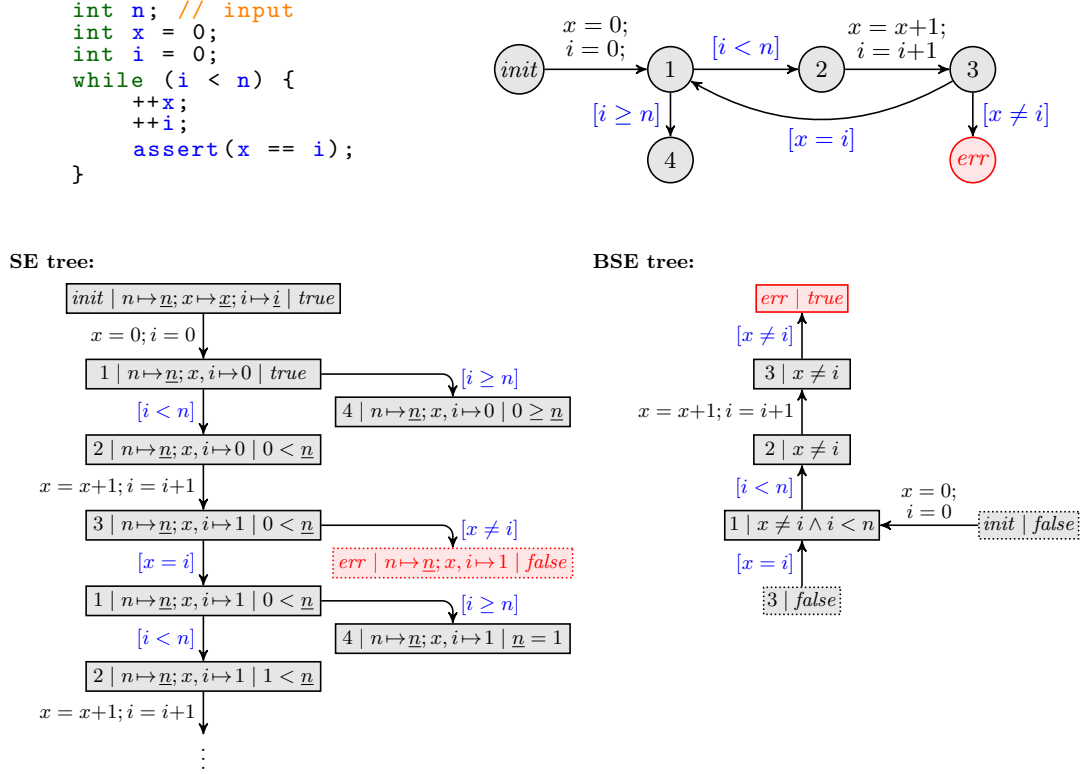 int n; // input
int x = 0;
int i = 0;
while (i < n) {
++x;
++i;
assert(x == i);
}
x = 0;
i = 0;
[i < n]
x = x+1;
i = i+1
init
1
2
3
[i ≥ n]
[x = i]
[x ≠ i]
4
err
SE tree:
init | n↦n; x↦x; i↦i | true
x = 0; i = 0
1 | n↦n; x, i↦0 | true
[i ≥ n]
[i < n]
4 | n↦n; x, i↦0 | 0 ≥ n
2 | n↦n; x, i↦0 | 0 < n
x = x+1; i = i+1
3 | n↦n; x, i↦1 | 0 < n
[x ≠ i]
[x = i]
err | n↦n; x, i↦1 | false
1 | n↦n; x, i↦1 | 0 < n
[i ≥ n]
[i < n]
4 | n↦n; x, i↦1 | n = 1
2 | n↦n; x, i↦1 | 1 < n
x = x+1; i = i+1
⋮
BSE tree:
err | true
[x ≠ i]
3 | x ≠ i
x = x+1; i = i+1
2 | x ≠ i
[i < n]
x = 0;
i = 0
1 | x ≠ i ∧ i < n
init | false
[x = i]
3 | false